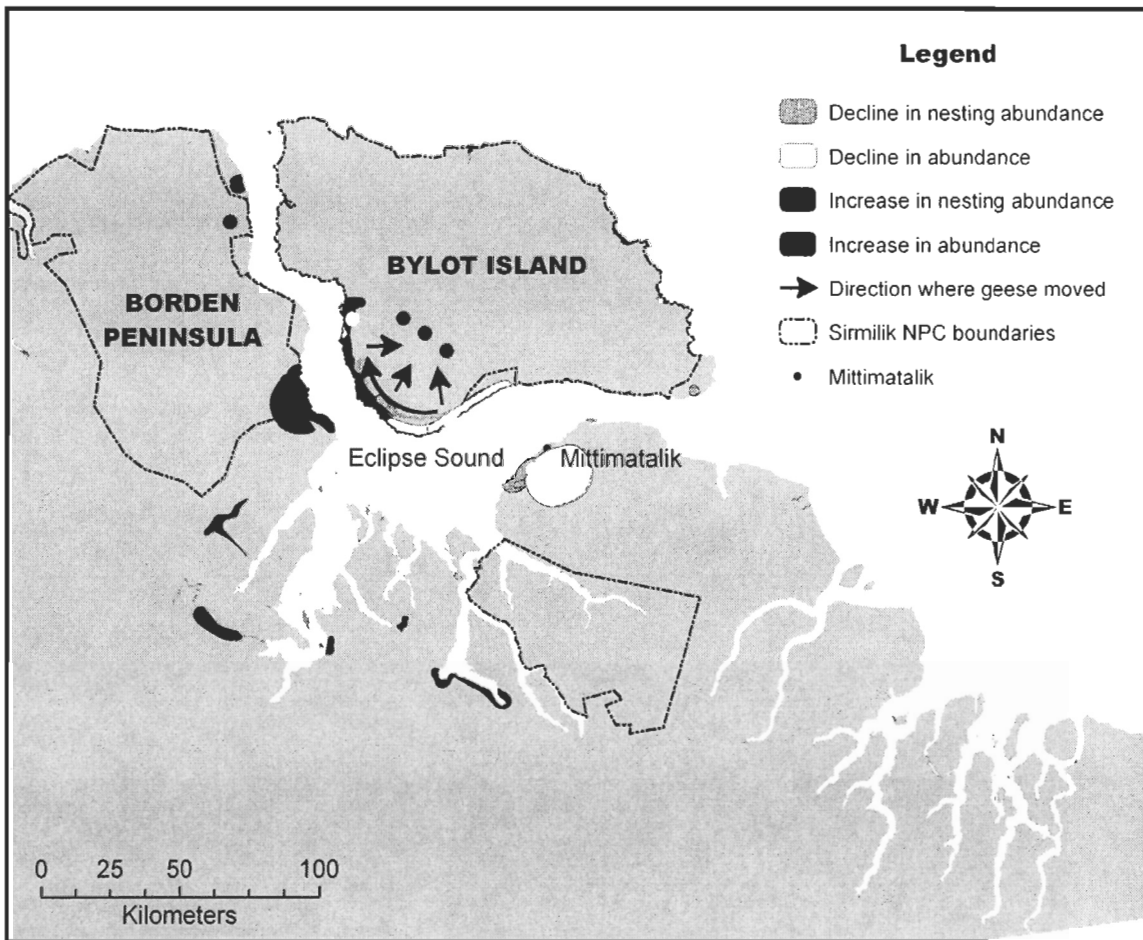 Legend
Decline in nesting abundance
Decline in abundance
Increase in nesting abundance
Increase in abundance
Direction where geese moved
Sirmilik NPC boundaries
Mittimatalik
BYLOT ISLAND
BORDEN
PENINSULA
Eclipse Sound
Mittimatalik
N
W
E
S
0 25 50 100
Kilometers